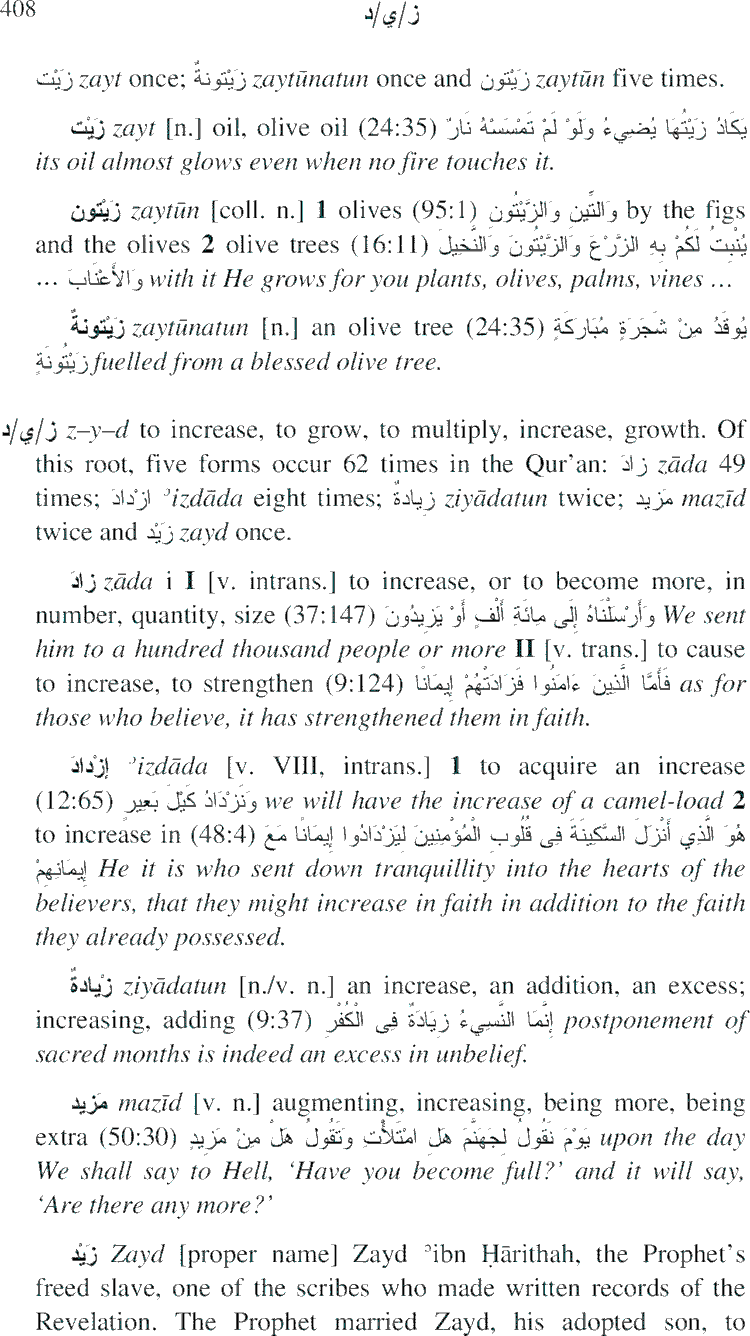 408 ز/ي/د
زَيْت zayt once; زَيْتونةٌ zaytūnatun once and زَيْتون zaytūn five times.
زَيْت zayt [n.] oil, olive oil (24:35) يَكَادُ زَيْتُهَا يُضِيءُ وَلَوْ لَمْ تَمْسَسْهُ نَارٌ
its oil almost glows even when no fire touches it.
زَيْتون zaytūn [coll. n.] 1 olives (95:1) وَالتِّينِ وَالزَّيْتُونِ by the figs
and the olives 2 olive trees (16:11) يُنْبِتُ لَكُمْ بِهِ الزَّرْعَ وَالزَّيْتُونَ وَالنَّخِيلَ
وَالأَعْنَابَ ... with it He grows for you plants, olives, palms, vines ...
زَيْتونةٌ zaytūnatun [n.] an olive tree (24:35) يُوقَدُ مِنْ شَجَرَةٍ مُبَارَكَةٍ
زَيْتُونَةٍ fuelled from a blessed olive tree.
ز/ي/د z–y–d to increase, to grow, to multiply, increase, growth. Of
this root, five forms occur 62 times in the Qur'an: زادَ zāda 49
times; ازْدادَ ʾizdāda eight times; زِيادةٌ ziyādatun twice; مَزيد mazīd
twice and زَيْد zayd once.
زادَ zāda i I [v. intrans.] to increase, or to become more, in
number, quantity, size (37:147) وَأَرْسَلْنَاهُ إِلَى مِائَةِ أَلْفٍ أَوْ يَزِيدُونَ We sent
him to a hundred thousand people or more II [v. trans.] to cause
to increase, to strengthen (9:124) فَأَمَّا الَّذِينَ ءَامَنُوا فَزَادَتْهُمْ إِيمَانًا as for
those who believe, it has strengthened them in faith.
إزْدادَ ʾizdāda [v. VIII, intrans.] 1 to acquire an increase
(12:65) وَنَزْدَادُ كَيْلَ بَعِيرٍ we will have the increase of a camel-load 2
to increase in (48:4) هُوَ الَّذِي أَنْزَلَ السَّكِينَةَ فِى قُلُوبِ الْمُؤْمِنِينَ لِيَزْدَادُوا إِيمَانًا مَعَ
إِيمَانِهِمْ He it is who sent down tranquillity into the hearts of the
believers, that they might increase in faith in addition to the faith
they already possessed.
زِيادةٌ ziyādatun [n./v. n.] an increase, an addition, an excess;
increasing, adding (9:37) إِنَّمَا النَّسِيءُ زِيَادَةٌ فِى الْكُفْرِ postponement of
sacred months is indeed an excess in unbelief.
مَزيد mazīd [v. n.] augmenting, increasing, being more, being
extra (50:30) يَوْمَ نَقُولُ لِجَهَنَّمَ هَلِ امْتَلأْتِ وَتَقُولُ هَلْ مِنْ مَزِيدٍ upon the day
We shall say to Hell, ‘Have you become full?’ and it will say,
‘Are there any more?’
زَيْد Zayd [proper name] Zayd ʾibn Ḥārithah, the Prophet's
freed slave, one of the scribes who made written records of the
Revelation. The Prophet married Zayd, his adopted son, to